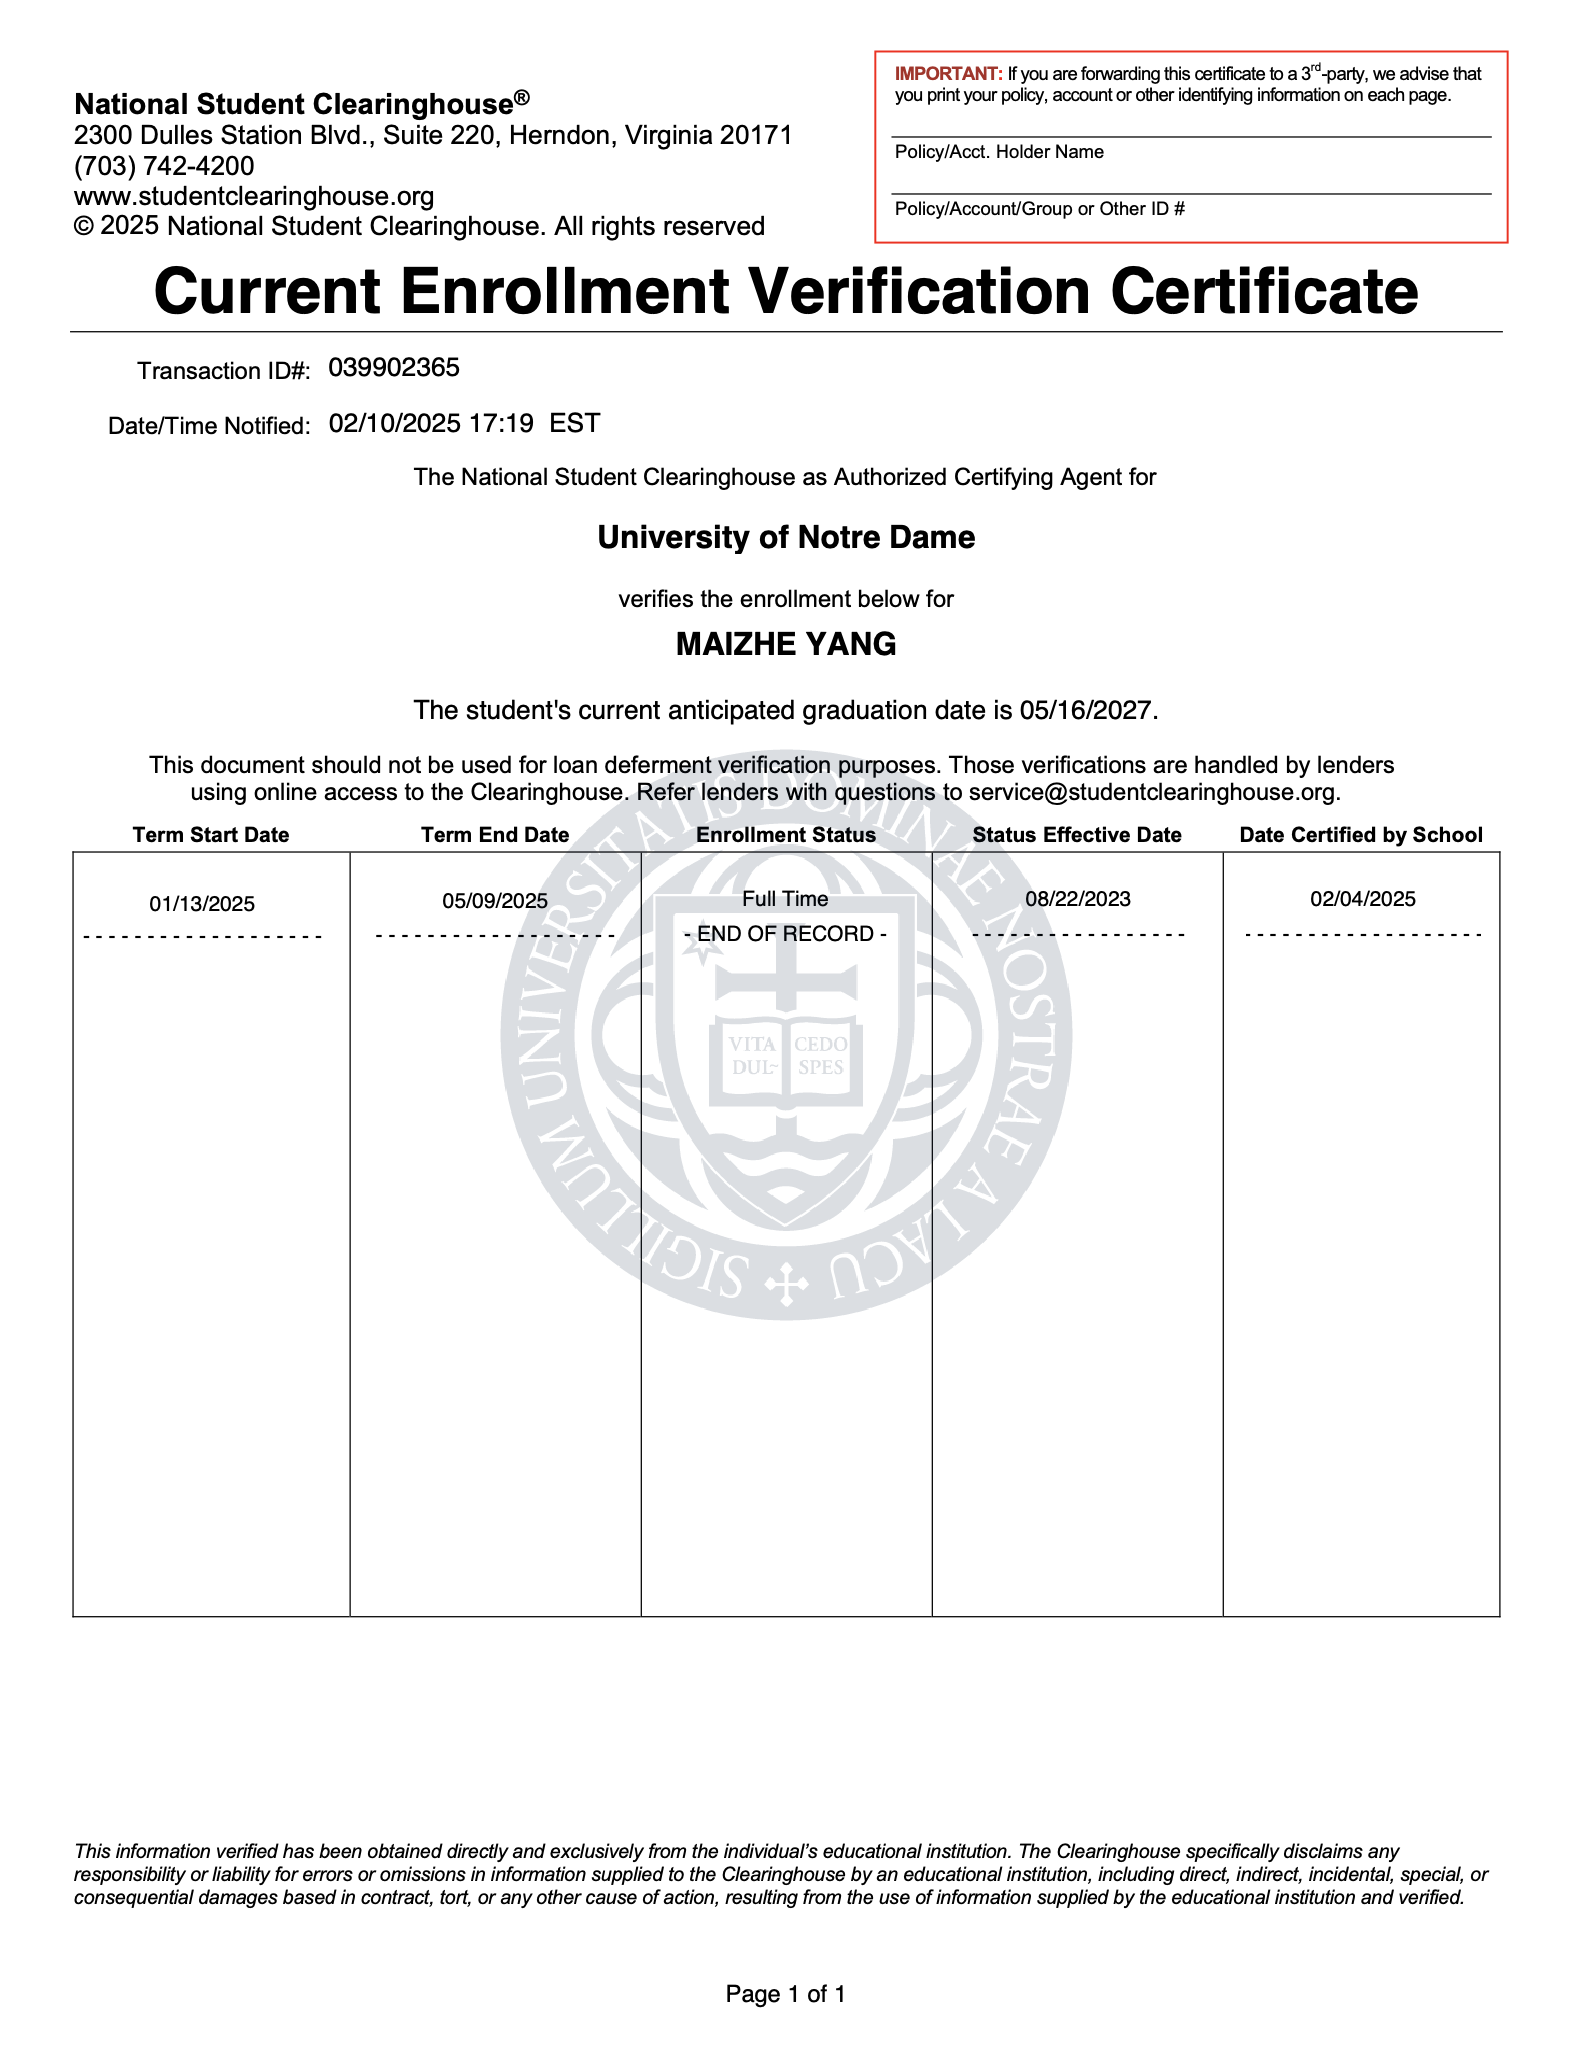 National Student Clearinghouse®
2300 Dulles Station Blvd., Suite 220, Herndon, Virginia 20171
(703) 742-4200
www.studentclearinghouse.org
© 2025 National Student Clearinghouse. All rights reserved
IMPORTANT: If you are forwarding this certificate to a 3rd-party, we advise that
you print your policy, account or other identifying information on each page.
Policy/Acct. Holder Name
Policy/Account/Group or Other ID #
Current Enrollment Verification Certificate
Transaction ID#: 039902365
Date/Time Notified: 02/10/2025 17:19 EST
The National Student Clearinghouse as Authorized Certifying Agent for
University of Notre Dame
verifies the enrollment below for
MAIZHE YANG
The student's current anticipated graduation date is 05/16/2027.
This document should not be used for loan deferment verification purposes. Those verifications are handled by lenders
using online access to the Clearinghouse. Refer lenders with questions to service@studentclearinghouse.org.
Term Start Date Term End Date Enrollment Status Status Effective Date Date Certified by School
01/13/2025 05/09/2025 Full Time 08/22/2023 02/04/2025
- - - - - - - - - - - - - - - - - - - - - - - - - - - - - - - - - - - - - - END OF RECORD - - - - - - - - - - - - - - - - - - - - - - - - - - - - - - - - - - - -
SIGILLUM UNIVERSITATIS DOMINAE NOSTRAE A LACU
VITA CEDO
DUL~ SPES
This information verified has been obtained directly and exclusively from the individual’s educational institution. The Clearinghouse specifically disclaims any
responsibility or liability for errors or omissions in information supplied to the Clearinghouse by an educational institution, including direct, indirect, incidental, special, or
consequential damages based in contract, tort, or any other cause of action, resulting from the use of information supplied by the educational institution and verified.
Page 1 of 1